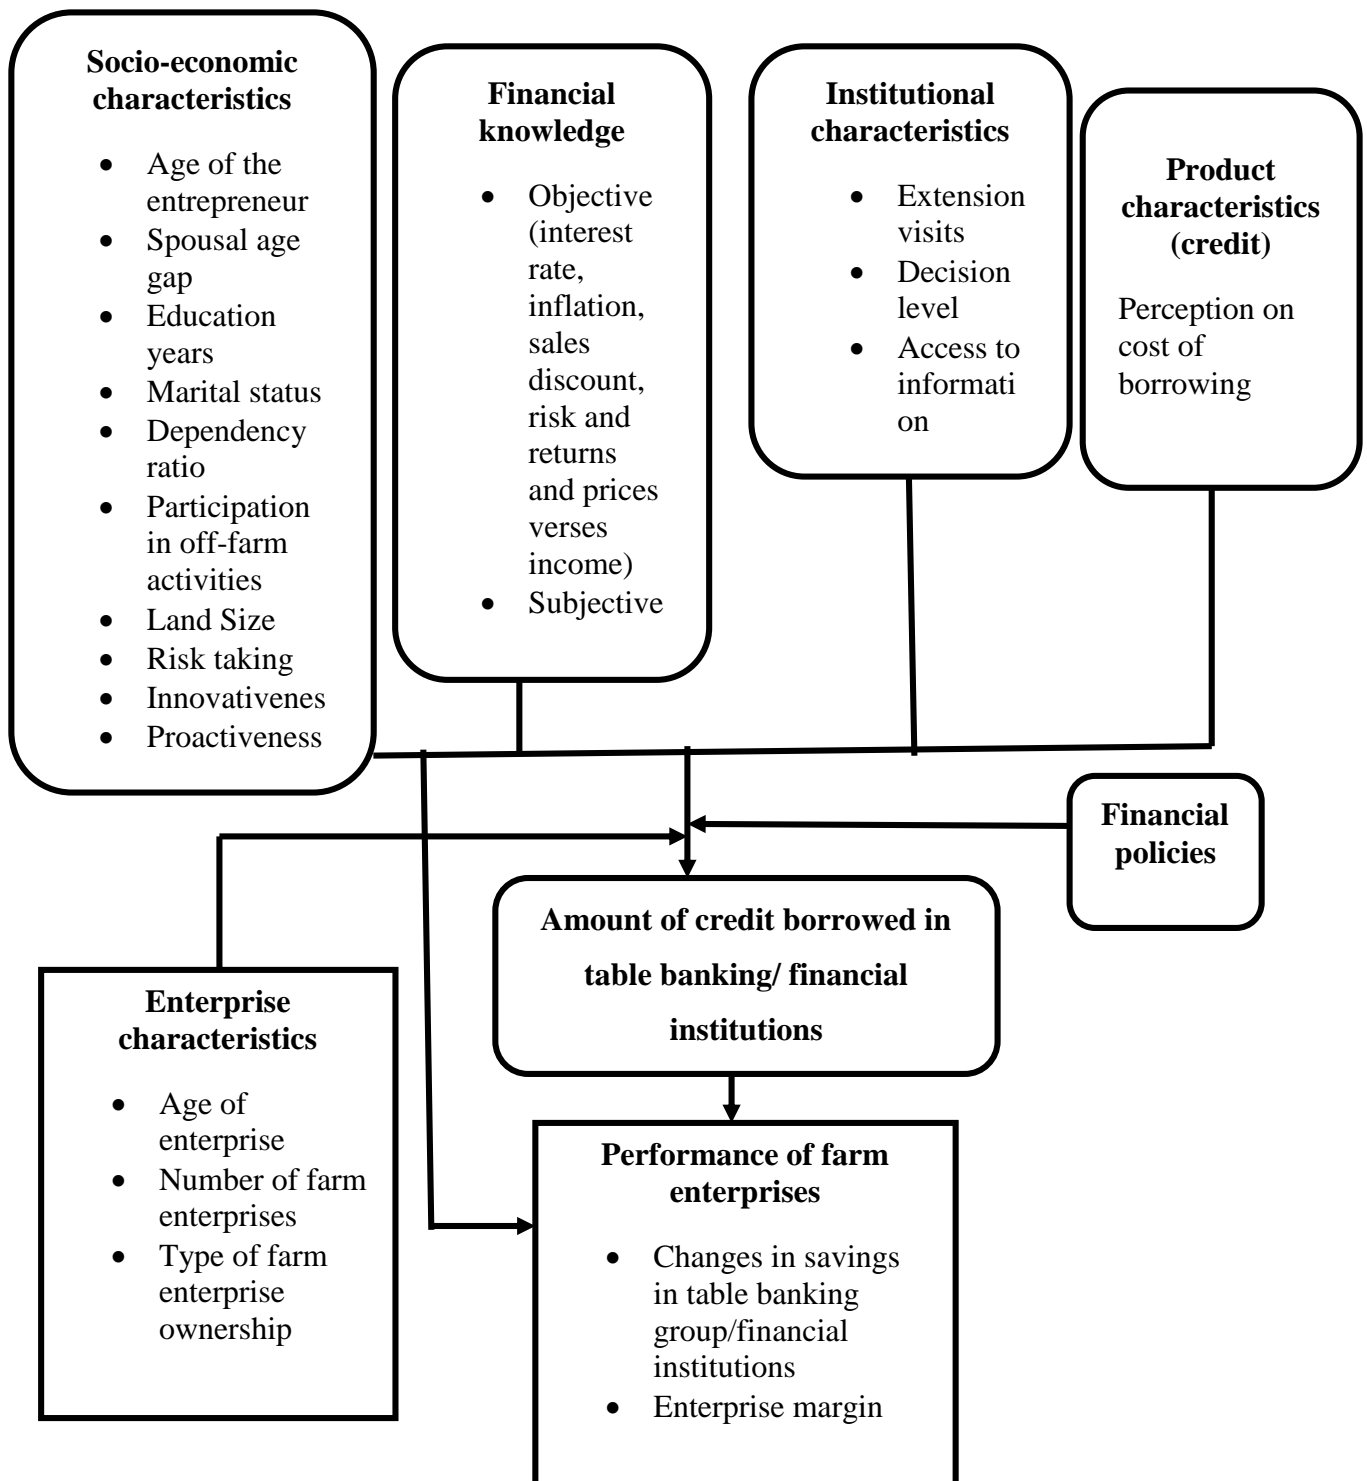 Socio-economic
characteristics
• Age of the
entrepreneur
• Spousal age
gap
• Education
years
• Marital status
• Dependency
ratio
• Participation
in off-farm
activities
• Land Size
• Risk taking
• Innovativenes
• Proactiveness
Financial
knowledge
• Objective
(interest
rate,
inflation,
sales
discount,
risk and
returns
and prices
verses
income)
• Subjective
Institutional
characteristics
• Extension
visits
• Decision
level
• Access to
informati
on
Product
characteristics
(credit)
Perception on
cost of
borrowing
Financial
policies
Amount of credit borrowed in
table banking/ financial
institutions
Enterprise
characteristics
• Age of
enterprise
• Number of farm
enterprises
• Type of farm
enterprise
ownership
Performance of farm
enterprises
• Changes in savings
in table banking
group/financial
institutions
• Enterprise margin